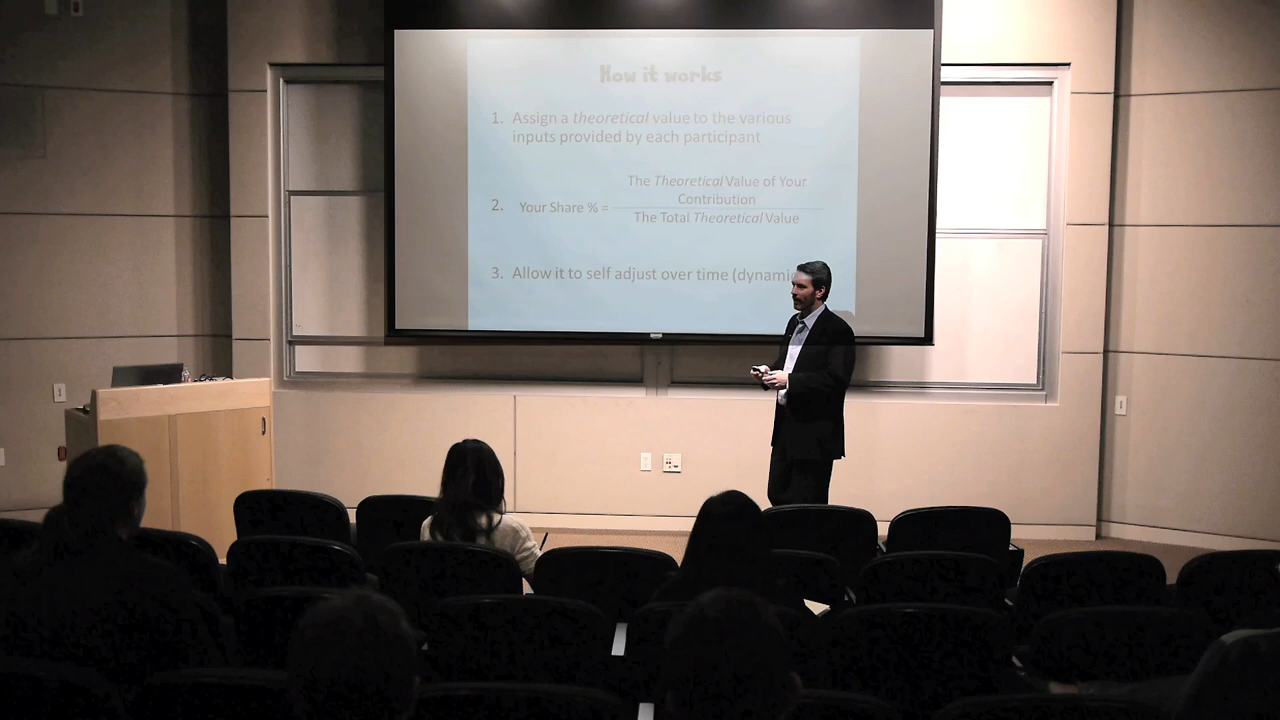 How it works
1. Assign a theoretical value to the various
inputs provided by each participant
The Theoretical Value of Your
Contribution
2. Your Share % =
The Total Theoretical Value
3. Allow it to self adjust over time (dynamic